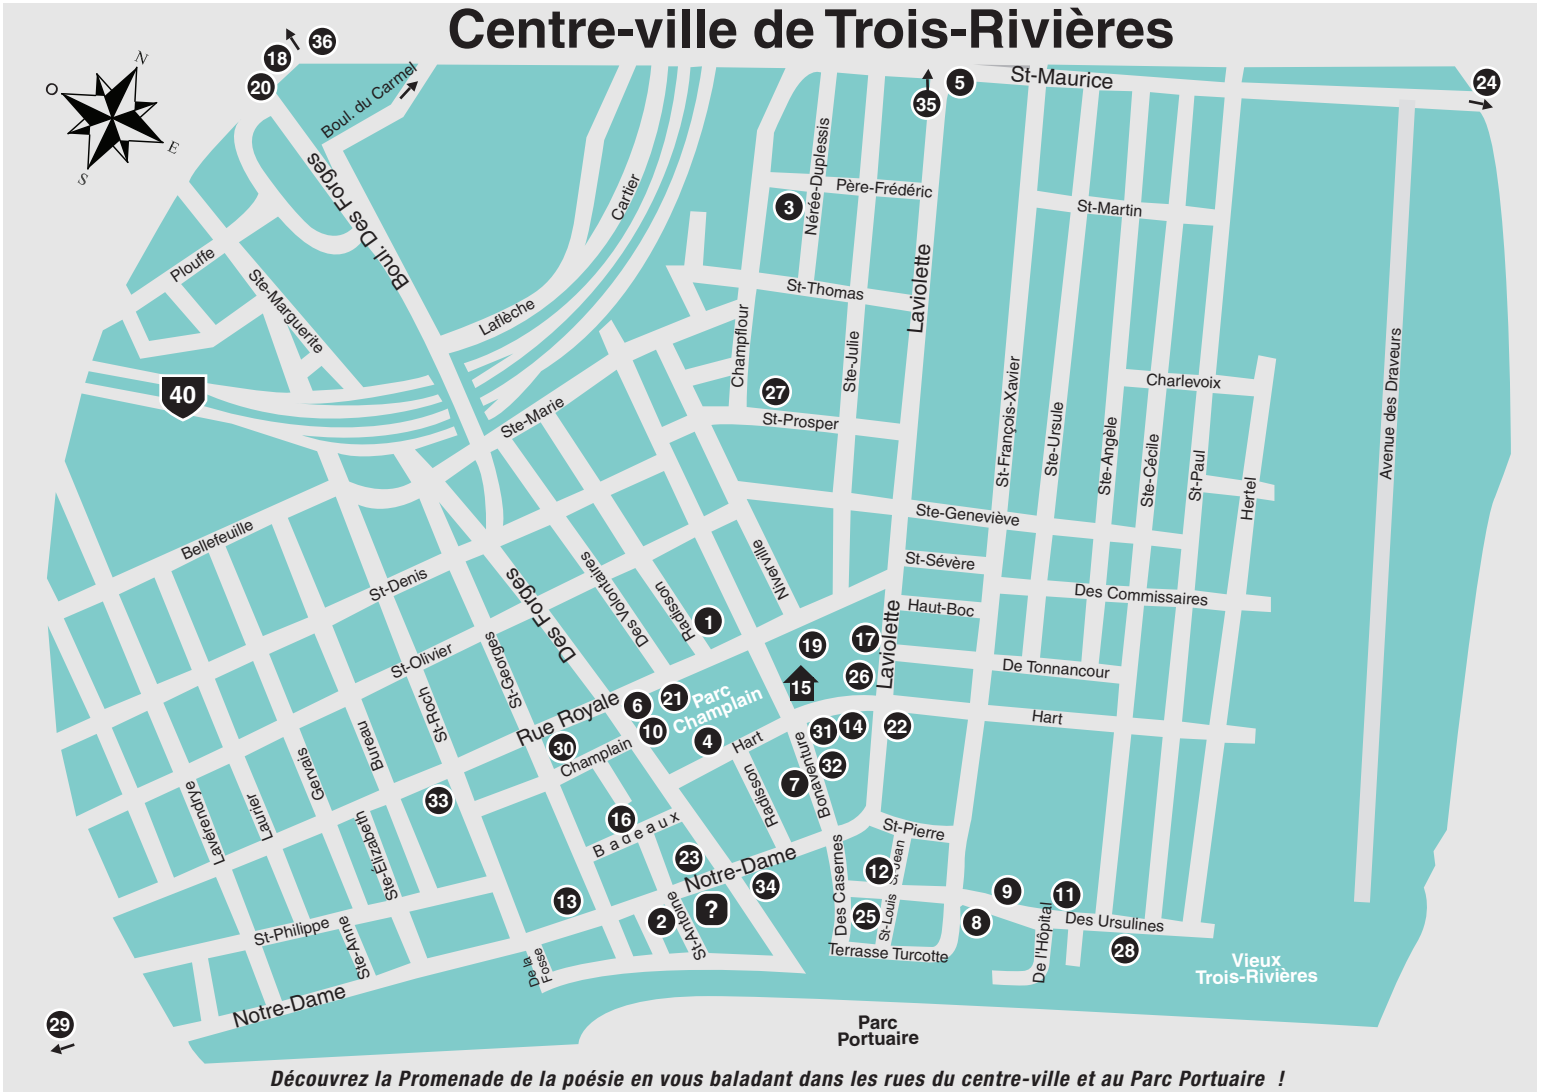 Centre-ville de Trois-Rivières
N
O
E
S
36
18
20
Boul. du Carmel
35
5
St-Maurice
24
Boul. Des Forges
Cartier
Nérée-Duplessis
Père-Frédéric
3
St-Martin
Plouffe
Ste-Marguerite
Laflèche
St-Thomas
Laviolette
Champflour
Ste-Julie
40
27
St-Prosper
Ste-Marie
St-François-Xavier
Ste-Ursule
Ste-Angèle
Ste-Cécile
St-Paul
Hertel
Charlevoix
Avenue des Draveurs
Bellefeuille
Ste-Geneviève
St-Denis
Des Forges
Des Volontaires
Radisson
Niverville
1
St-Sévère
Des Commissaires
Haut-Boc
Laviolette
St-Olivier
St-Georges
St-Roch
19
17
De Tonnancour
15
26
Rue Royale
6
21
Parc
Champlain
10
4
Hart
31
14
22
Hart
30
Champlain
Bureau
Gervais
Laurier
Lavérendrye
33
Ste-Élizabeth
32
7
Bonaventure
Radisson
16
Badeaux
St-Pierre
23
Notre-Dame
34
Des Casernes
12
St-Jean
9
11
13
2
St-Antoine
?
25
St-Louis
8
De l'Hôpital
Des Ursulines
28
St-Philippe
Ste-Anne
De la
Fosse
Terrasse Turcotte
Vieux
Trois-Rivières
Notre-Dame
29
Parc
Portuaire
Découvrez la Promenade de la poésie en vous baladant dans les rues du centre-ville et au Parc Portuaire !